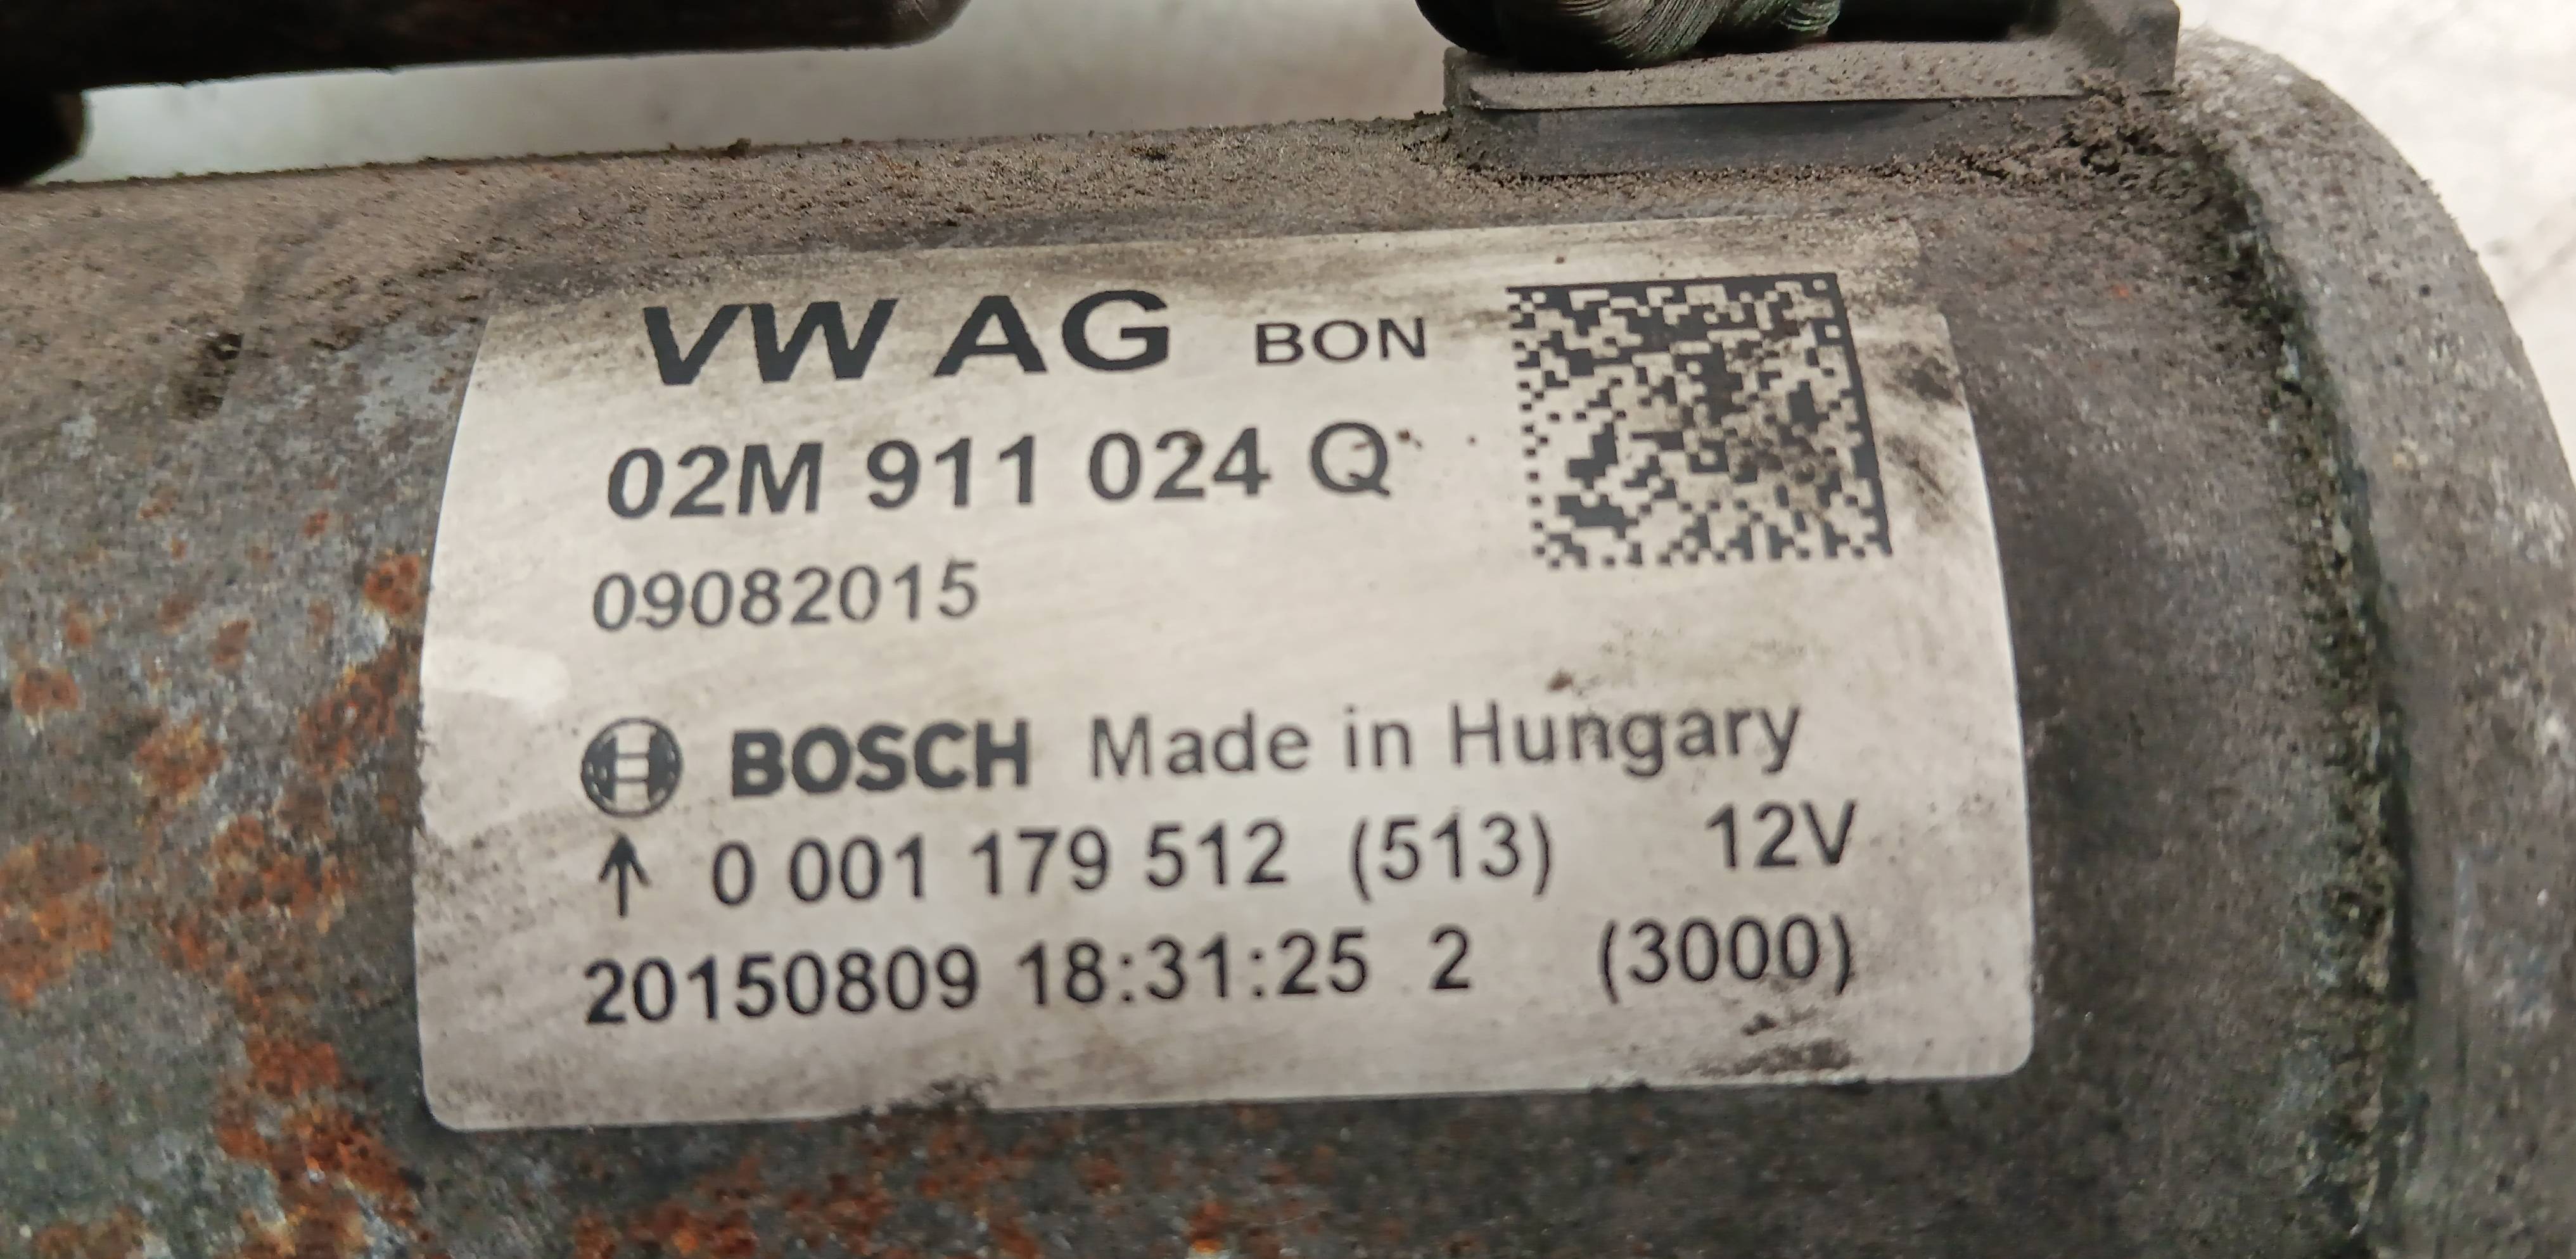 VW AG BON
02M 911 024 Q
09082015
BOSCH Made in Hungary
↑ 0 001 179 512 (513) 12V
20150809 18:31:25 2 (3000)